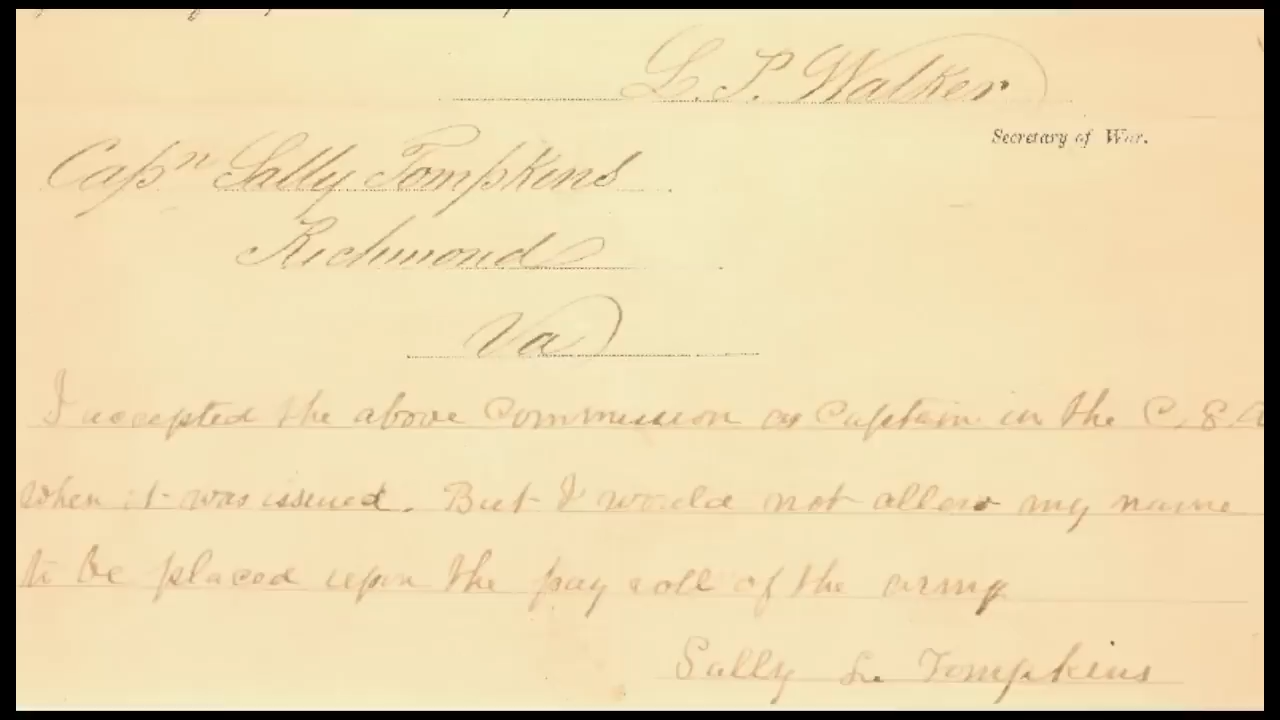 L. P. Walker
Secretary of War.
Capn Sally Tompkins
Richmond
Va
I accepted the above Commission as Captain in the C.S.A
when it was issued. But I would not allow my name
to be placed upon the pay roll of the army
Sally L. Tompkins